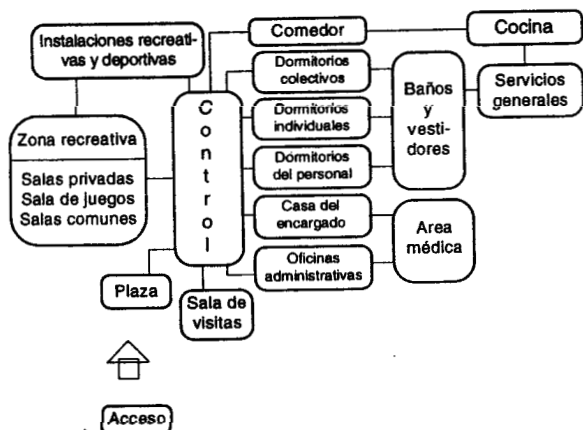 Instalaciones recreati-
vas y deportivas
Comedor
Cocina
Dormitorios
colectivos
Baños
y
vesti-
dores
Servicios
generales
Zona recreativa
Salas privadas
Sala de juegos
Salas comunes
C
o
n
t
r
o
l
Dormitorios
individuales
Dormitorios
del personal
Casa del
encargado
Area
médica
Oficinas
administrativas
Plaza
Sala de
visitas
Acceso